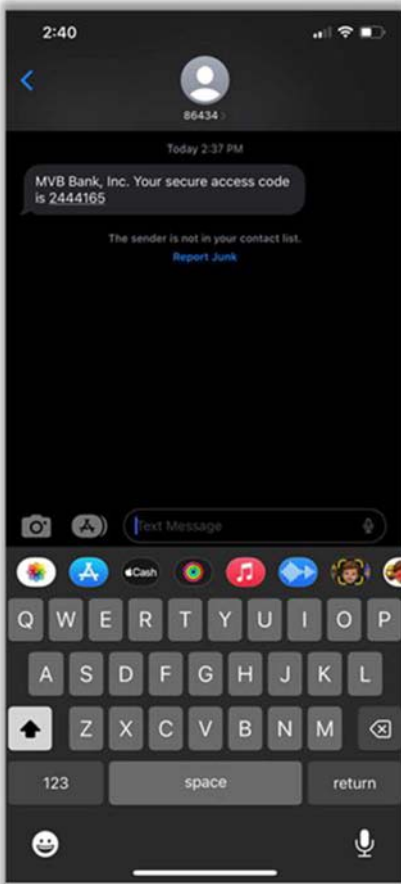 2:40
86434
Today 2:37 PM
MVB Bank, Inc. Your secure access code
is 2444165
The sender is not in your contact list.
Report Junk
Text Message
Cash
Q W E R T Y U I O P
A S D F G H J K L
Z X C V B N M
123 space return